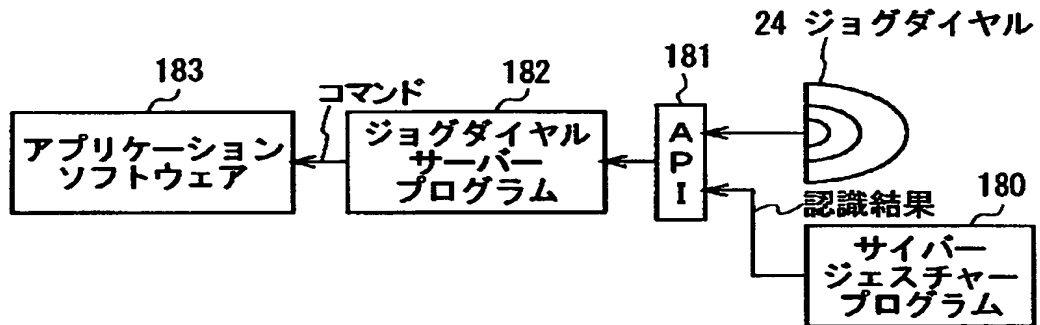 24 ジョグダイヤル
183
アプリケーション
ソフトウェア
コマンド
182
ジョグダイヤル
サーバー
プログラム
181
API
認識結果
180
サイバー
ジェスチャー
プログラム